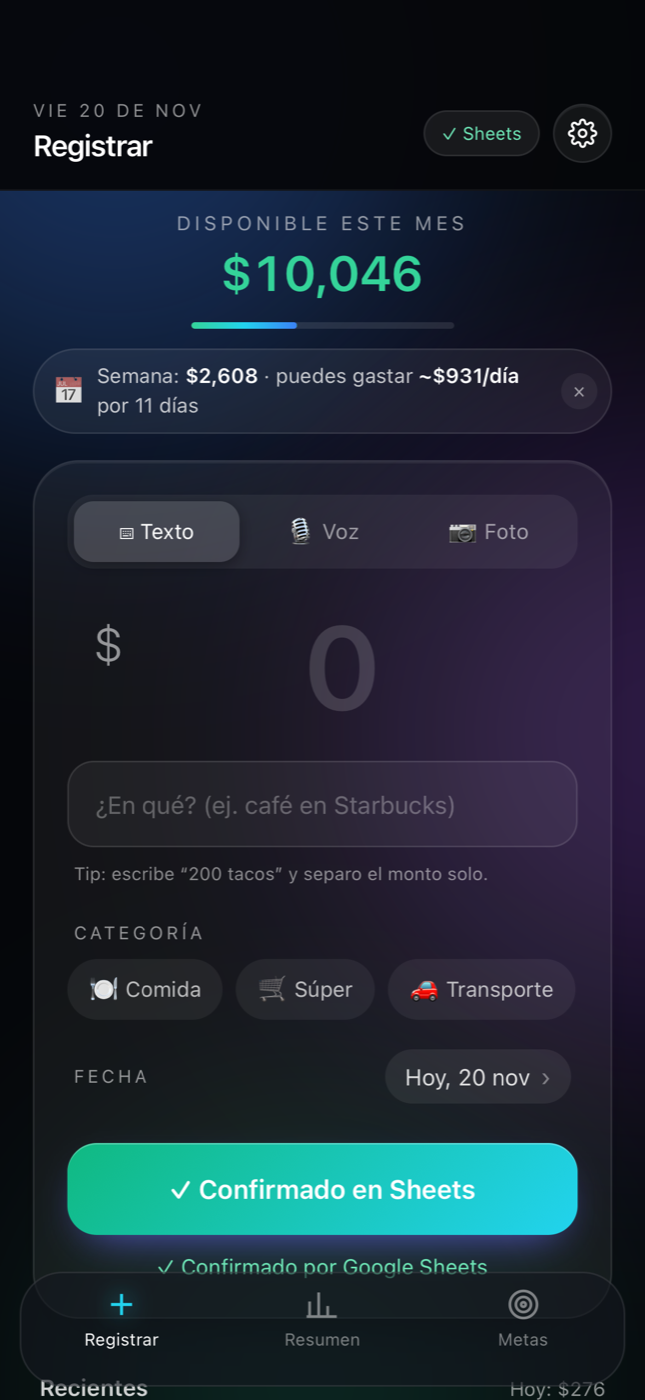 VIE 20 DE NOV
Registrar
✓ Sheets
DISPONIBLE ESTE MES
$10,046
JUL
17
Semana: $2,608 · puedes gastar ~$931/día
por 11 días
×
Texto
Voz
Foto
$
0
¿En qué? (ej. café en Starbucks)
Tip: escribe “200 tacos” y separo el monto solo.
CATEGORÍA
Comida
Súper
Transporte
FECHA
Hoy, 20 nov ›
✓ Confirmado en Sheets
✓ Confirmado por Google Sheets
Registrar
Resumen
Metas
Recientes
Hoy: $276